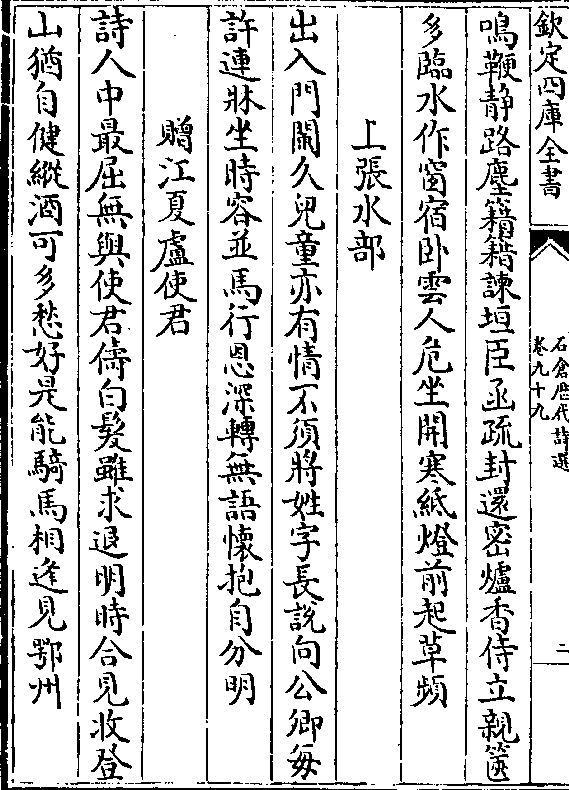 欽定四庫全書
石倉歷代詩選
卷九十九
二
鳴鞭静路塵籍籍諫垣臣函疏封還密爐香侍立親篋
多臨水作窗宿卧雲人危坐開寒紙燈前起草頻
上張水部
出入門闌久兒童亦有情不須將姓字長說向公卿每
許連牀坐時容並馬行恩深轉無語懷抱自分明
贈江夏盧使君
詩人中最屈無與使君儔白髮雖求退明時合見收登
山猶自健縱酒可多愁好是能騎馬相逢見鄂州